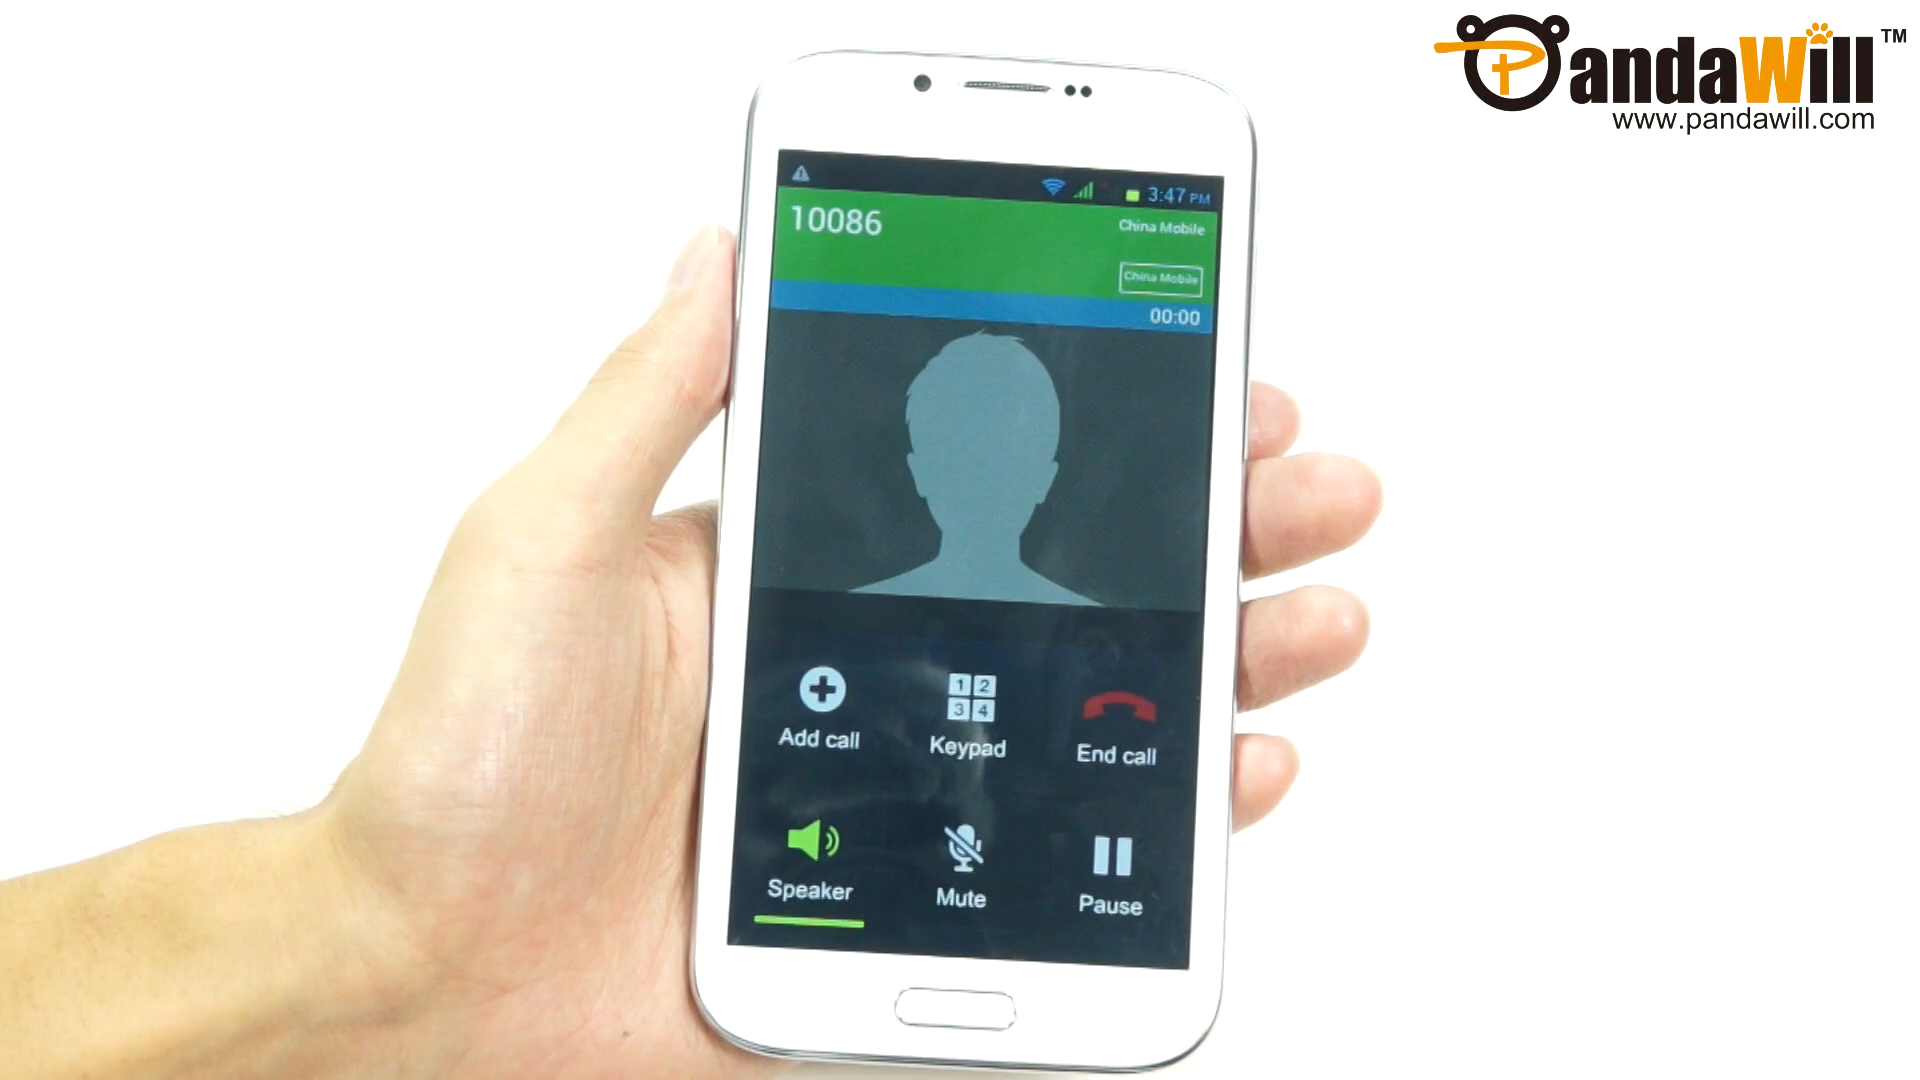 PandaWill™
www.pandawill.com
3:47 PM
10086
China Mobile
China Mobile
00:00
1 2
3 4
Add call
Keypad
End call
Speaker
Mute
Pause